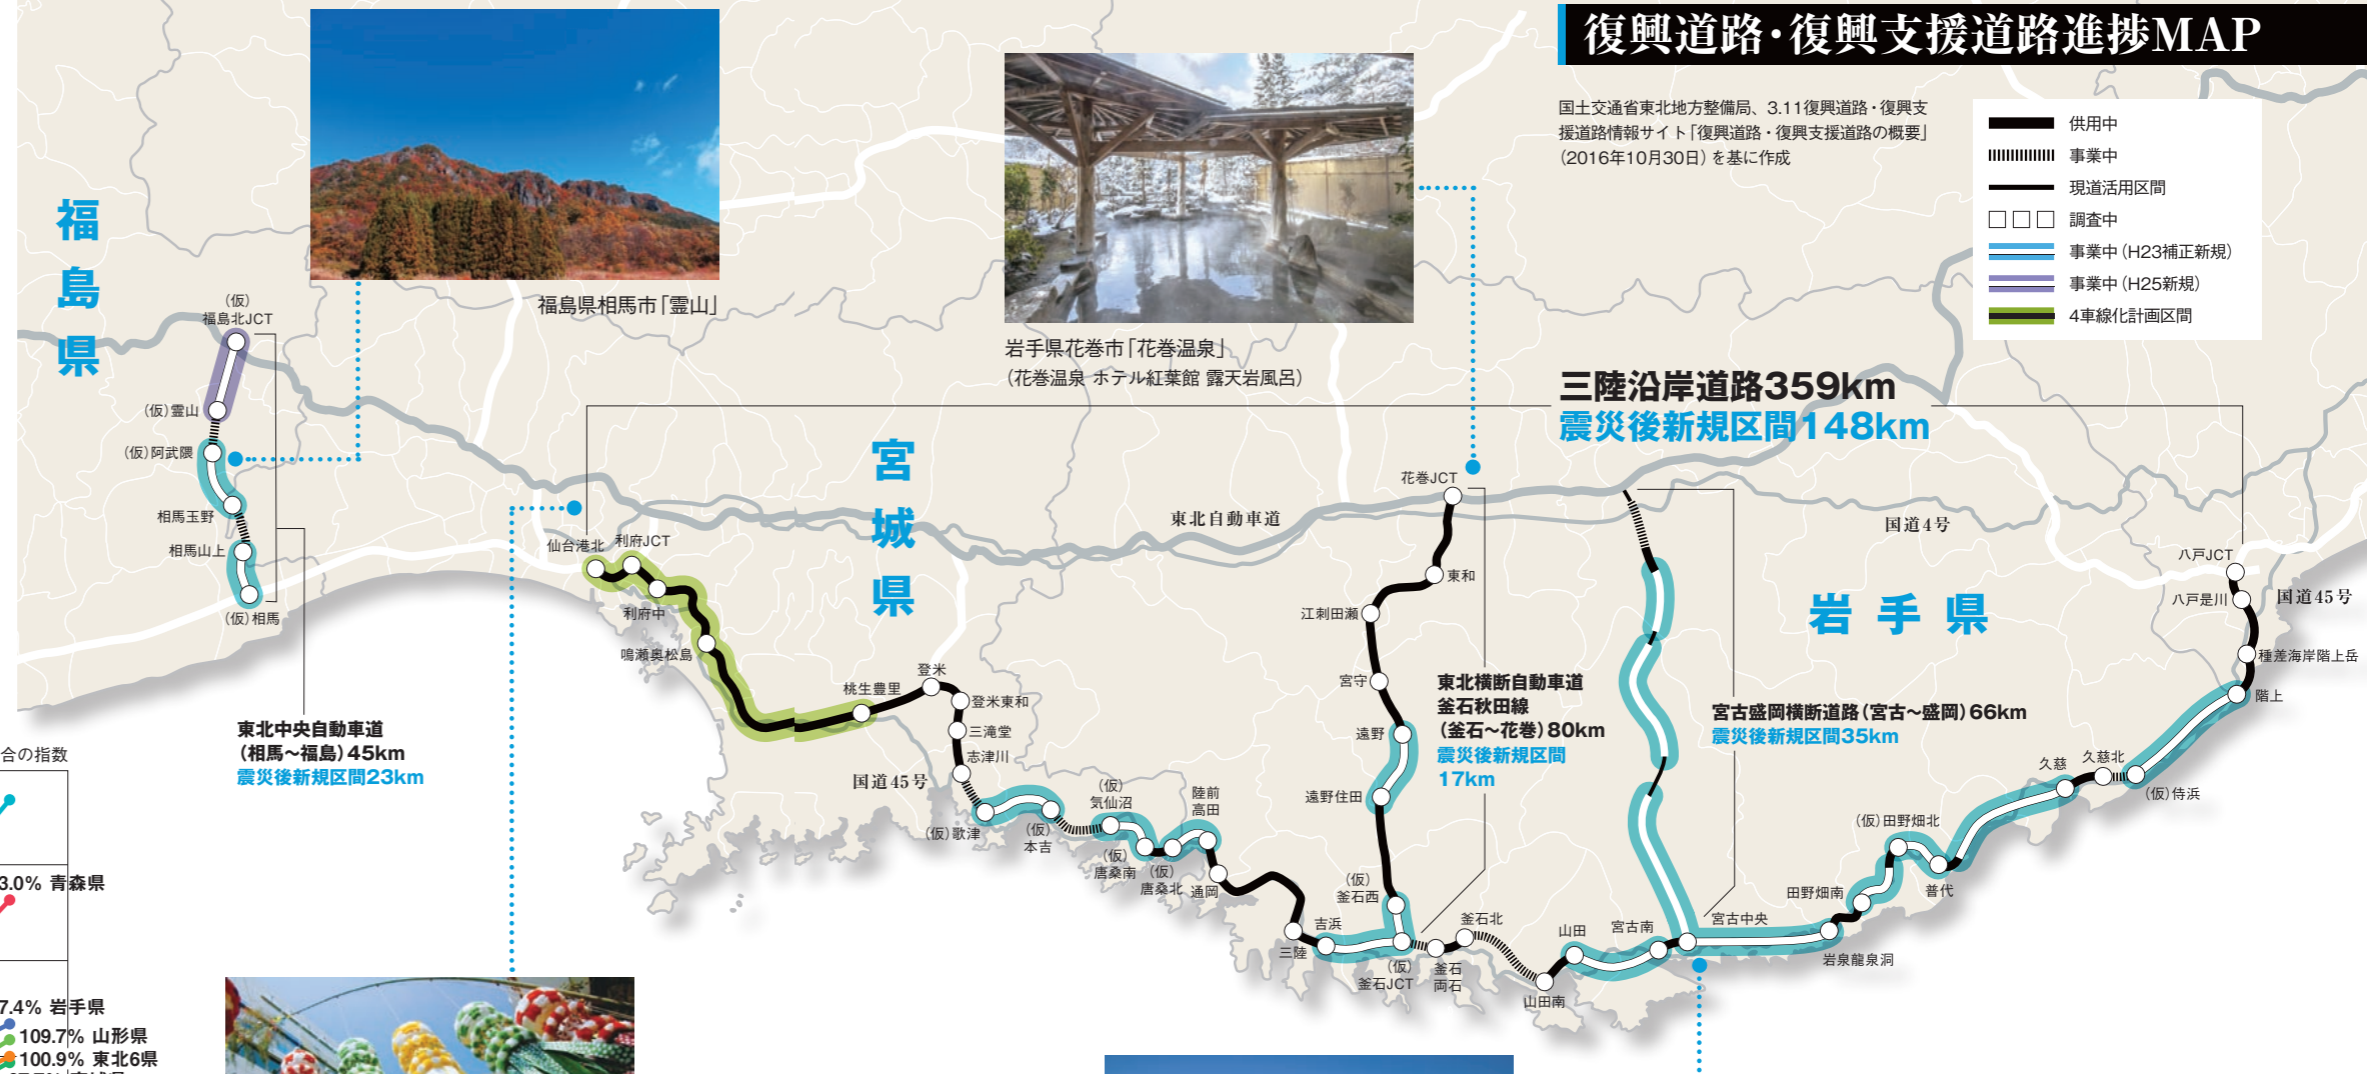 復興道路・復興支援道路進捗MAP
国土交通省東北地方整備局、3.11復興道路・復興支
援道路情報サイト「復興道路・復興支援道路の概要」
（2016年10月30日）を基に作成
供用中
事業中
現道活用区間
調査中
事業中（H23補正新規）
事業中（H25新規）
4車線化計画区間
福島県
福島県相馬市「霊山」
岩手県花巻市「花巻温泉」
（花巻温泉 ホテル紅葉館 露天岩風呂）
三陸沿岸道路359km
震災後新規区間148km
（仮）
福島北JCT
（仮）霊山
（仮）阿武隈
相馬玉野
相馬山上
（仮）相馬
東北中央自動車道
（相馬〜福島）45km
震災後新規区間23km
宮城県
仙台港北
利府JCT
利府中
鳴瀬奥松島
桃生豊里
登米
登米東和
三滝堂
志津川
国道45号
（仮）歌津
（仮）
本吉
（仮）
気仙沼
（仮）
唐桑南
（仮）
唐桑北
陸前
高田
通岡
三陸
吉浜
東北自動車道
花巻JCT
東和
江刺田瀬
宮守
遠野
遠野住田
（仮）
釜石西
（仮）
釜石JCT
東北横断自動車道
釜石秋田線
（釜石〜花巻）80km
震災後新規区間
17km
釜石
両石
釜石北
山田南
山田
宮古南
宮古中央
宮古盛岡横断道路（宮古〜盛岡）66km
震災後新規区間35km
岩手県
国道4号
岩泉龍泉洞
田野畑南
（仮）田野畑北
普代
久慈
久慈北
（仮）侍浜
階上
種差海岸階上岳
八戸是川
八戸JCT
国道45号
合の指数
3.0% 青森県
7.4% 岩手県
109.7% 山形県
100.9% 東北6県